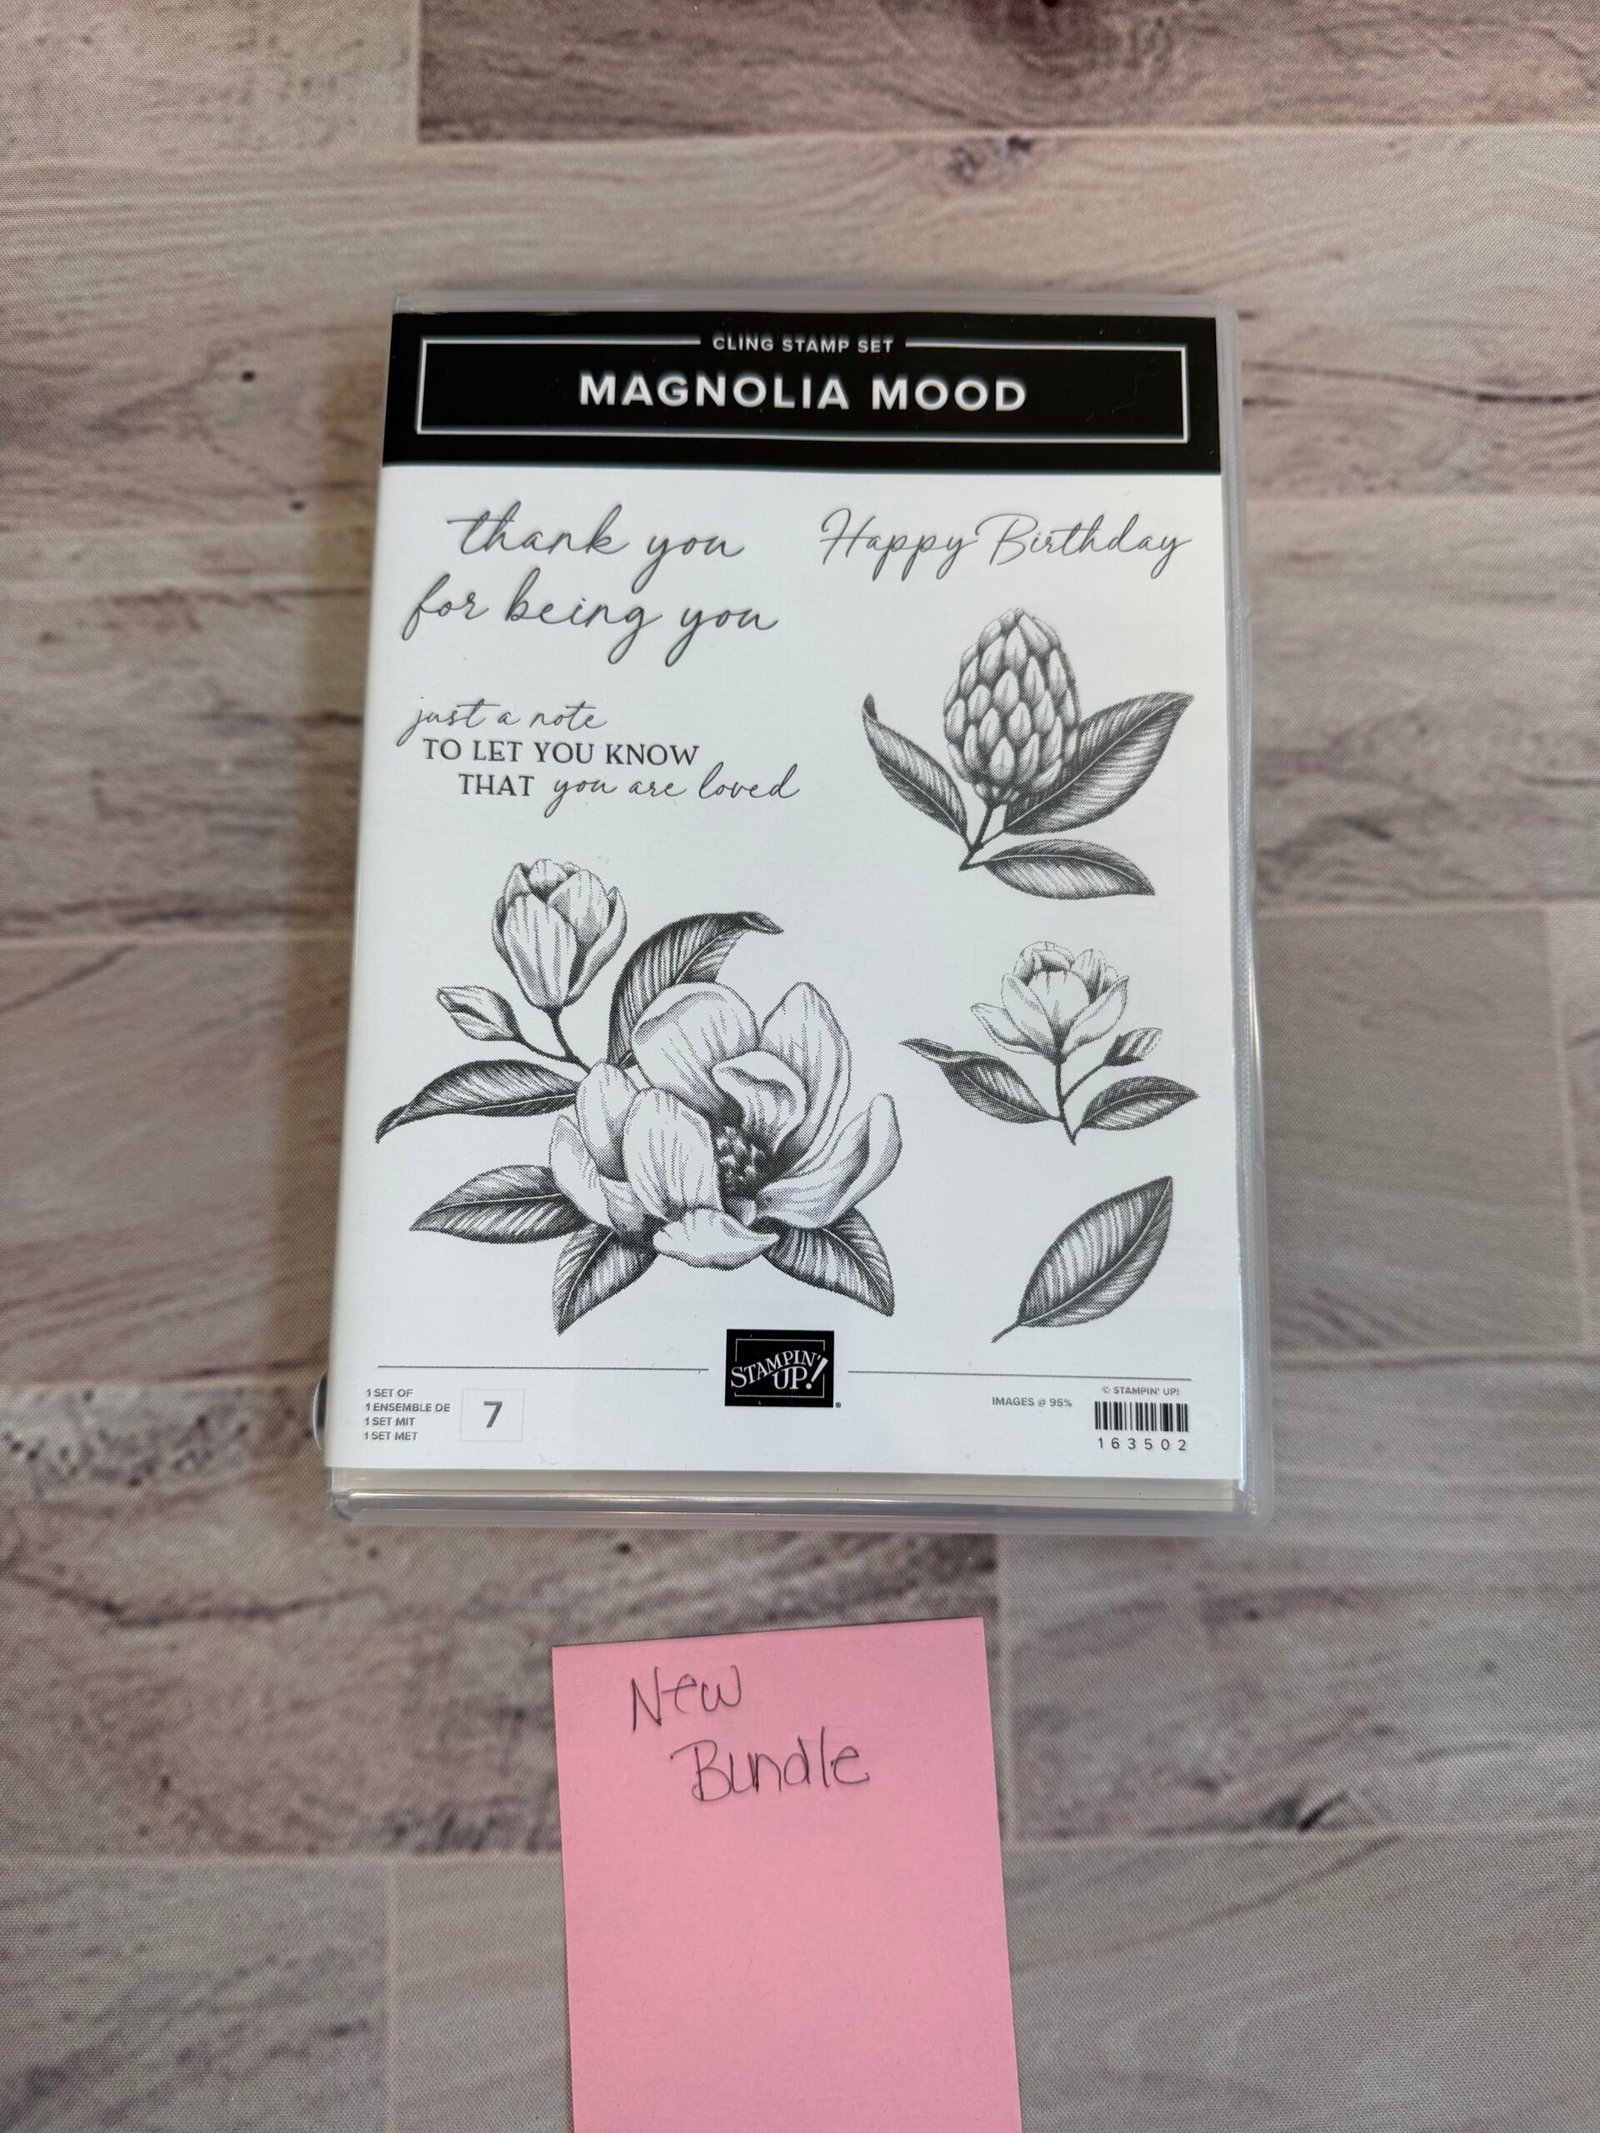 CLING STAMP SET
MAGNOLIA MOOD
thank you
for being you
Happy Birthday
just a note
TO LET YOU KNOW
THAT you are loved
STAMPIN'
UP!®
1 SET OF
1 ENSEMBLE DE
1 SET MIT
1 SET MET
7
IMAGES @ 95%
© STAMPIN' UP!
163502
New
Bundle